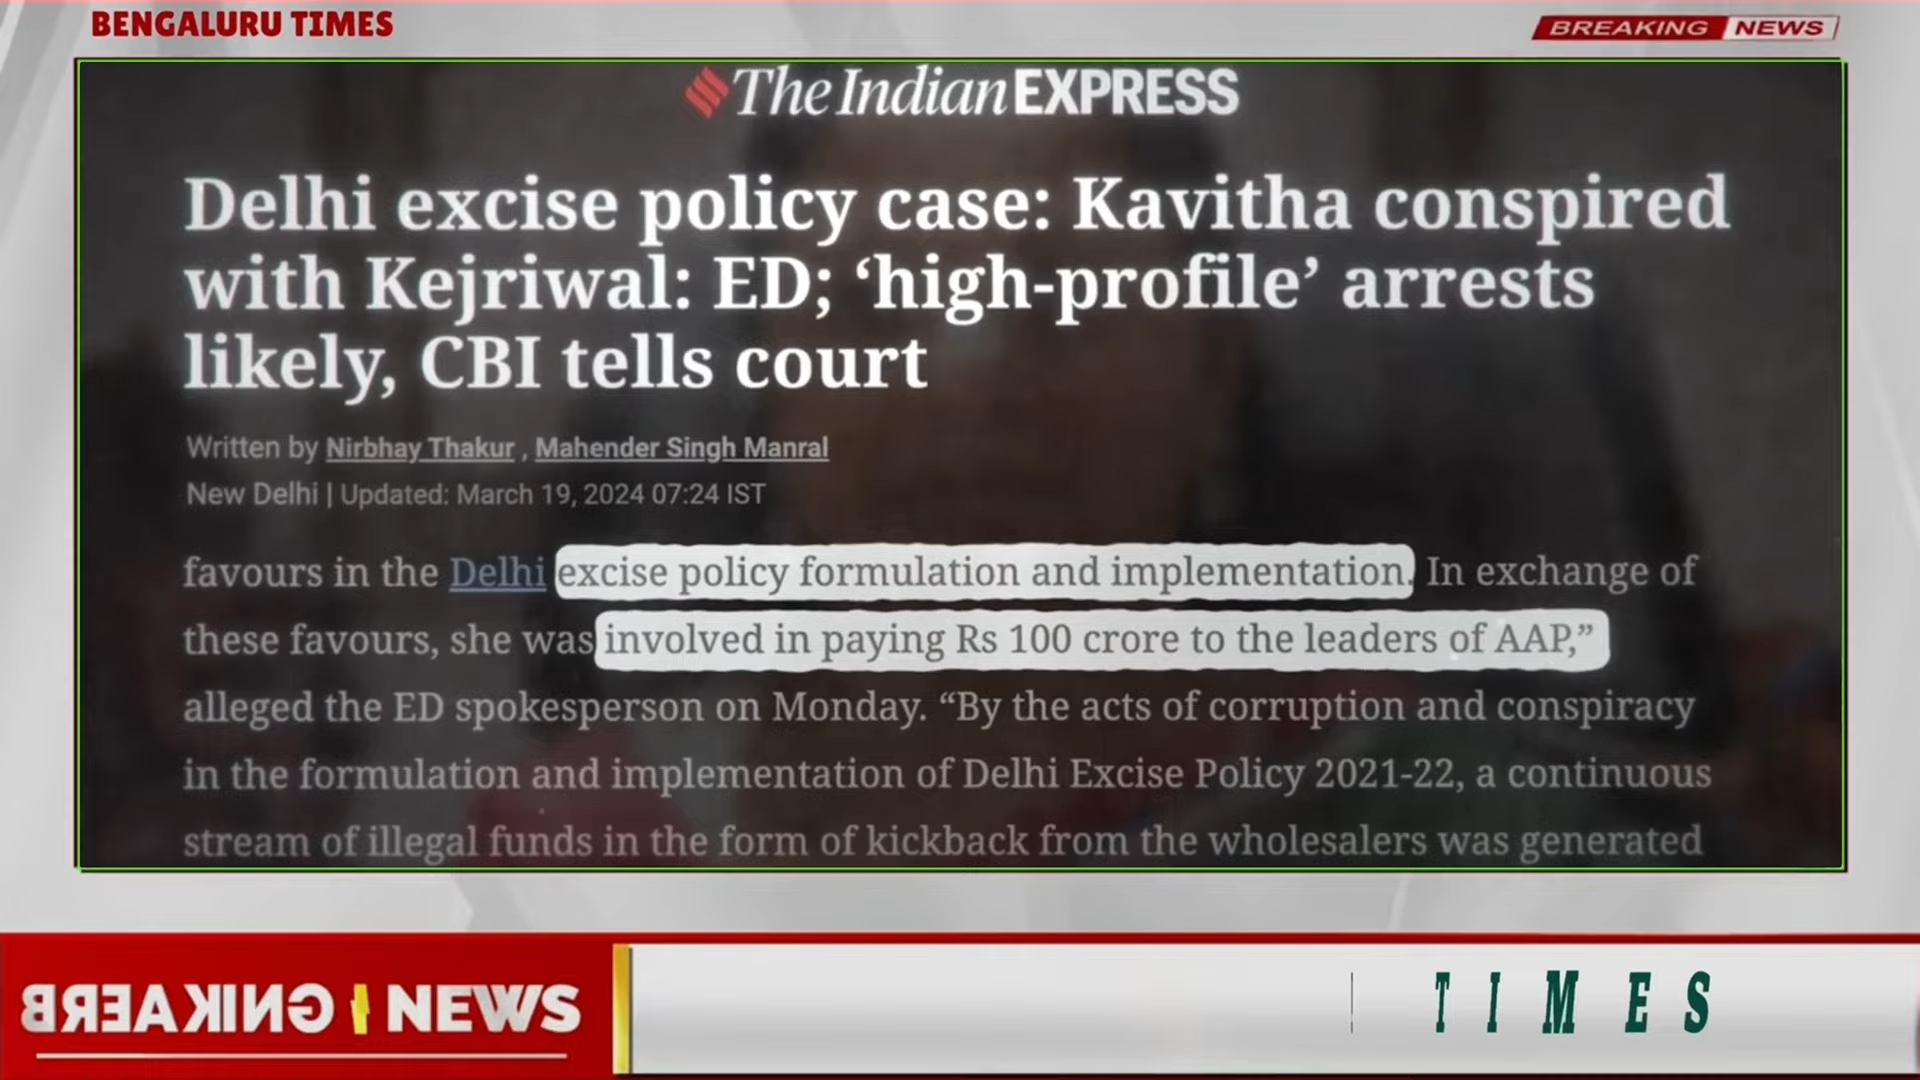 BENGALURU TIMES
BREAKING NEWS
The Indian EXPRESS
Delhi excise policy case: Kavitha conspired
with Kejriwal: ED; ‘high-profile’ arrests
likely, CBI tells court
Written by Nirbhay Thakur , Mahender Singh Manral
New Delhi | Updated: March 19, 2024 07:24 IST
favours in the Delhi excise policy formulation and implementation. In exchange of
these favours, she was involved in paying Rs 100 crore to the leaders of AAP,”
alleged the ED spokesperson on Monday. “By the acts of corruption and conspiracy
in the formulation and implementation of Delhi Excise Policy 2021-22, a continuous
stream of illegal funds in the form of kickback from the wholesalers was generated
BREAKING NEWS
TIMES